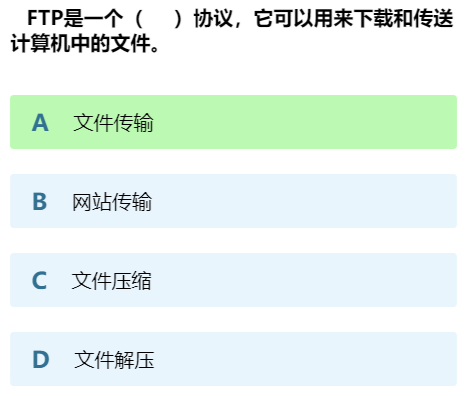 FTP是一个（ ）协议，它可以用来下载和传送
计算机中的文件。
A 文件传输
B 网站传输
C 文件压缩
D 文件解压